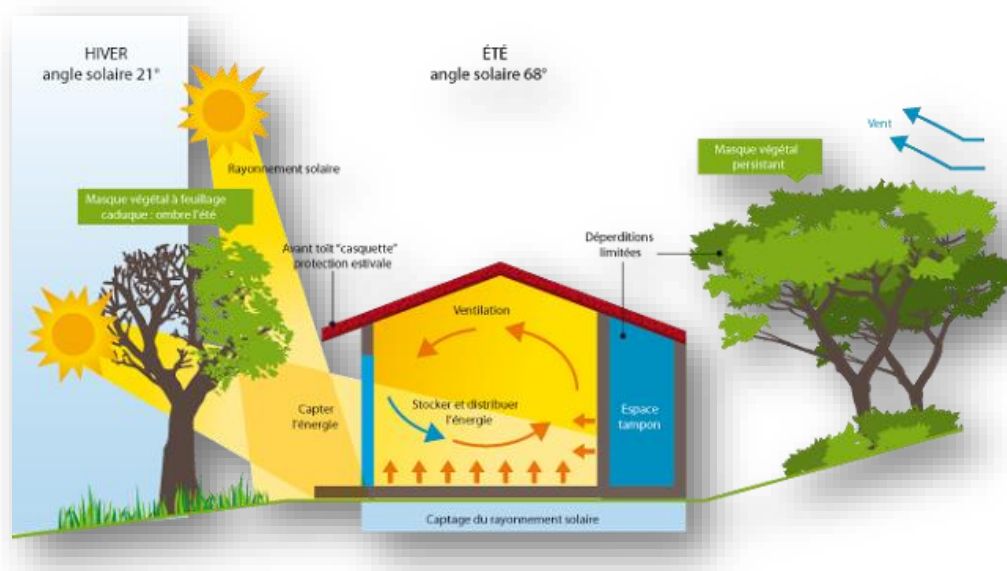 HIVER
angle solaire 21°
ÉTÉ
angle solaire 68°
Vent
Masque végétal
persistant
Rayonnement solaire
Masque végétal à feuillage
caduque : ombre l'été
Avant toît "casquette"
protection estivale
Déperditions
limitées
Ventilation
Capter
l'énergie
Stocker et distribuer
l'énergie
Espace
tampon
Captage du rayonnement solaire